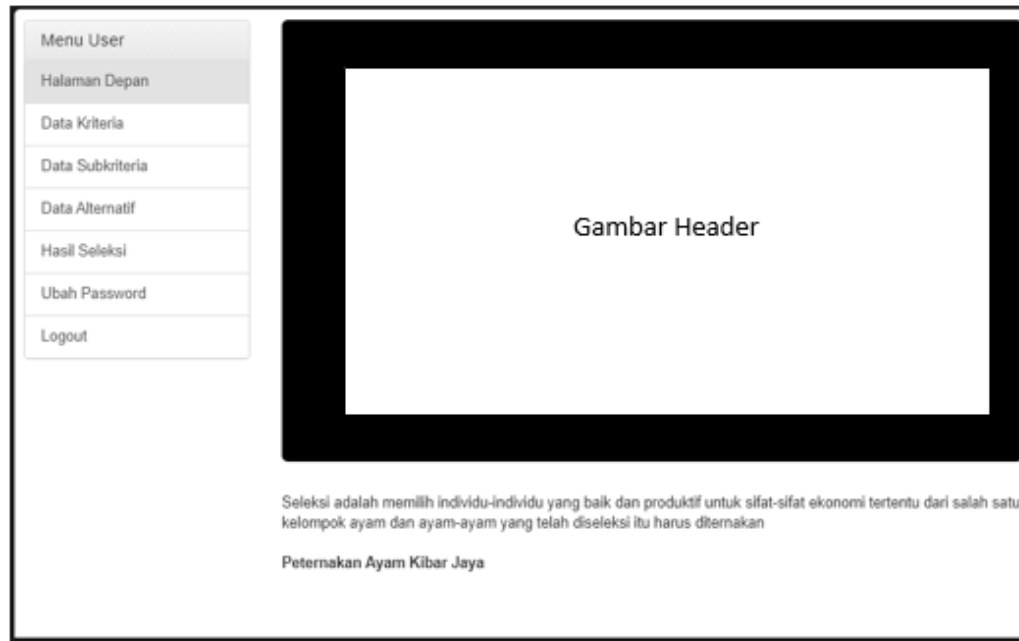 Menu User
Halaman Depan
Data Kriteria
Data Subkriteria
Data Alternatif
Hasil Seleksi
Ubah Password
Logout
Gambar Header
Seleksi adalah memilih individu-individu yang baik dan produktif untuk sifat-sifat ekonomi tertentu dari salah satu
kelompok ayam dan ayam-ayam yang telah diseleksi itu harus diternakan
Peternakan Ayam Kibar Jaya